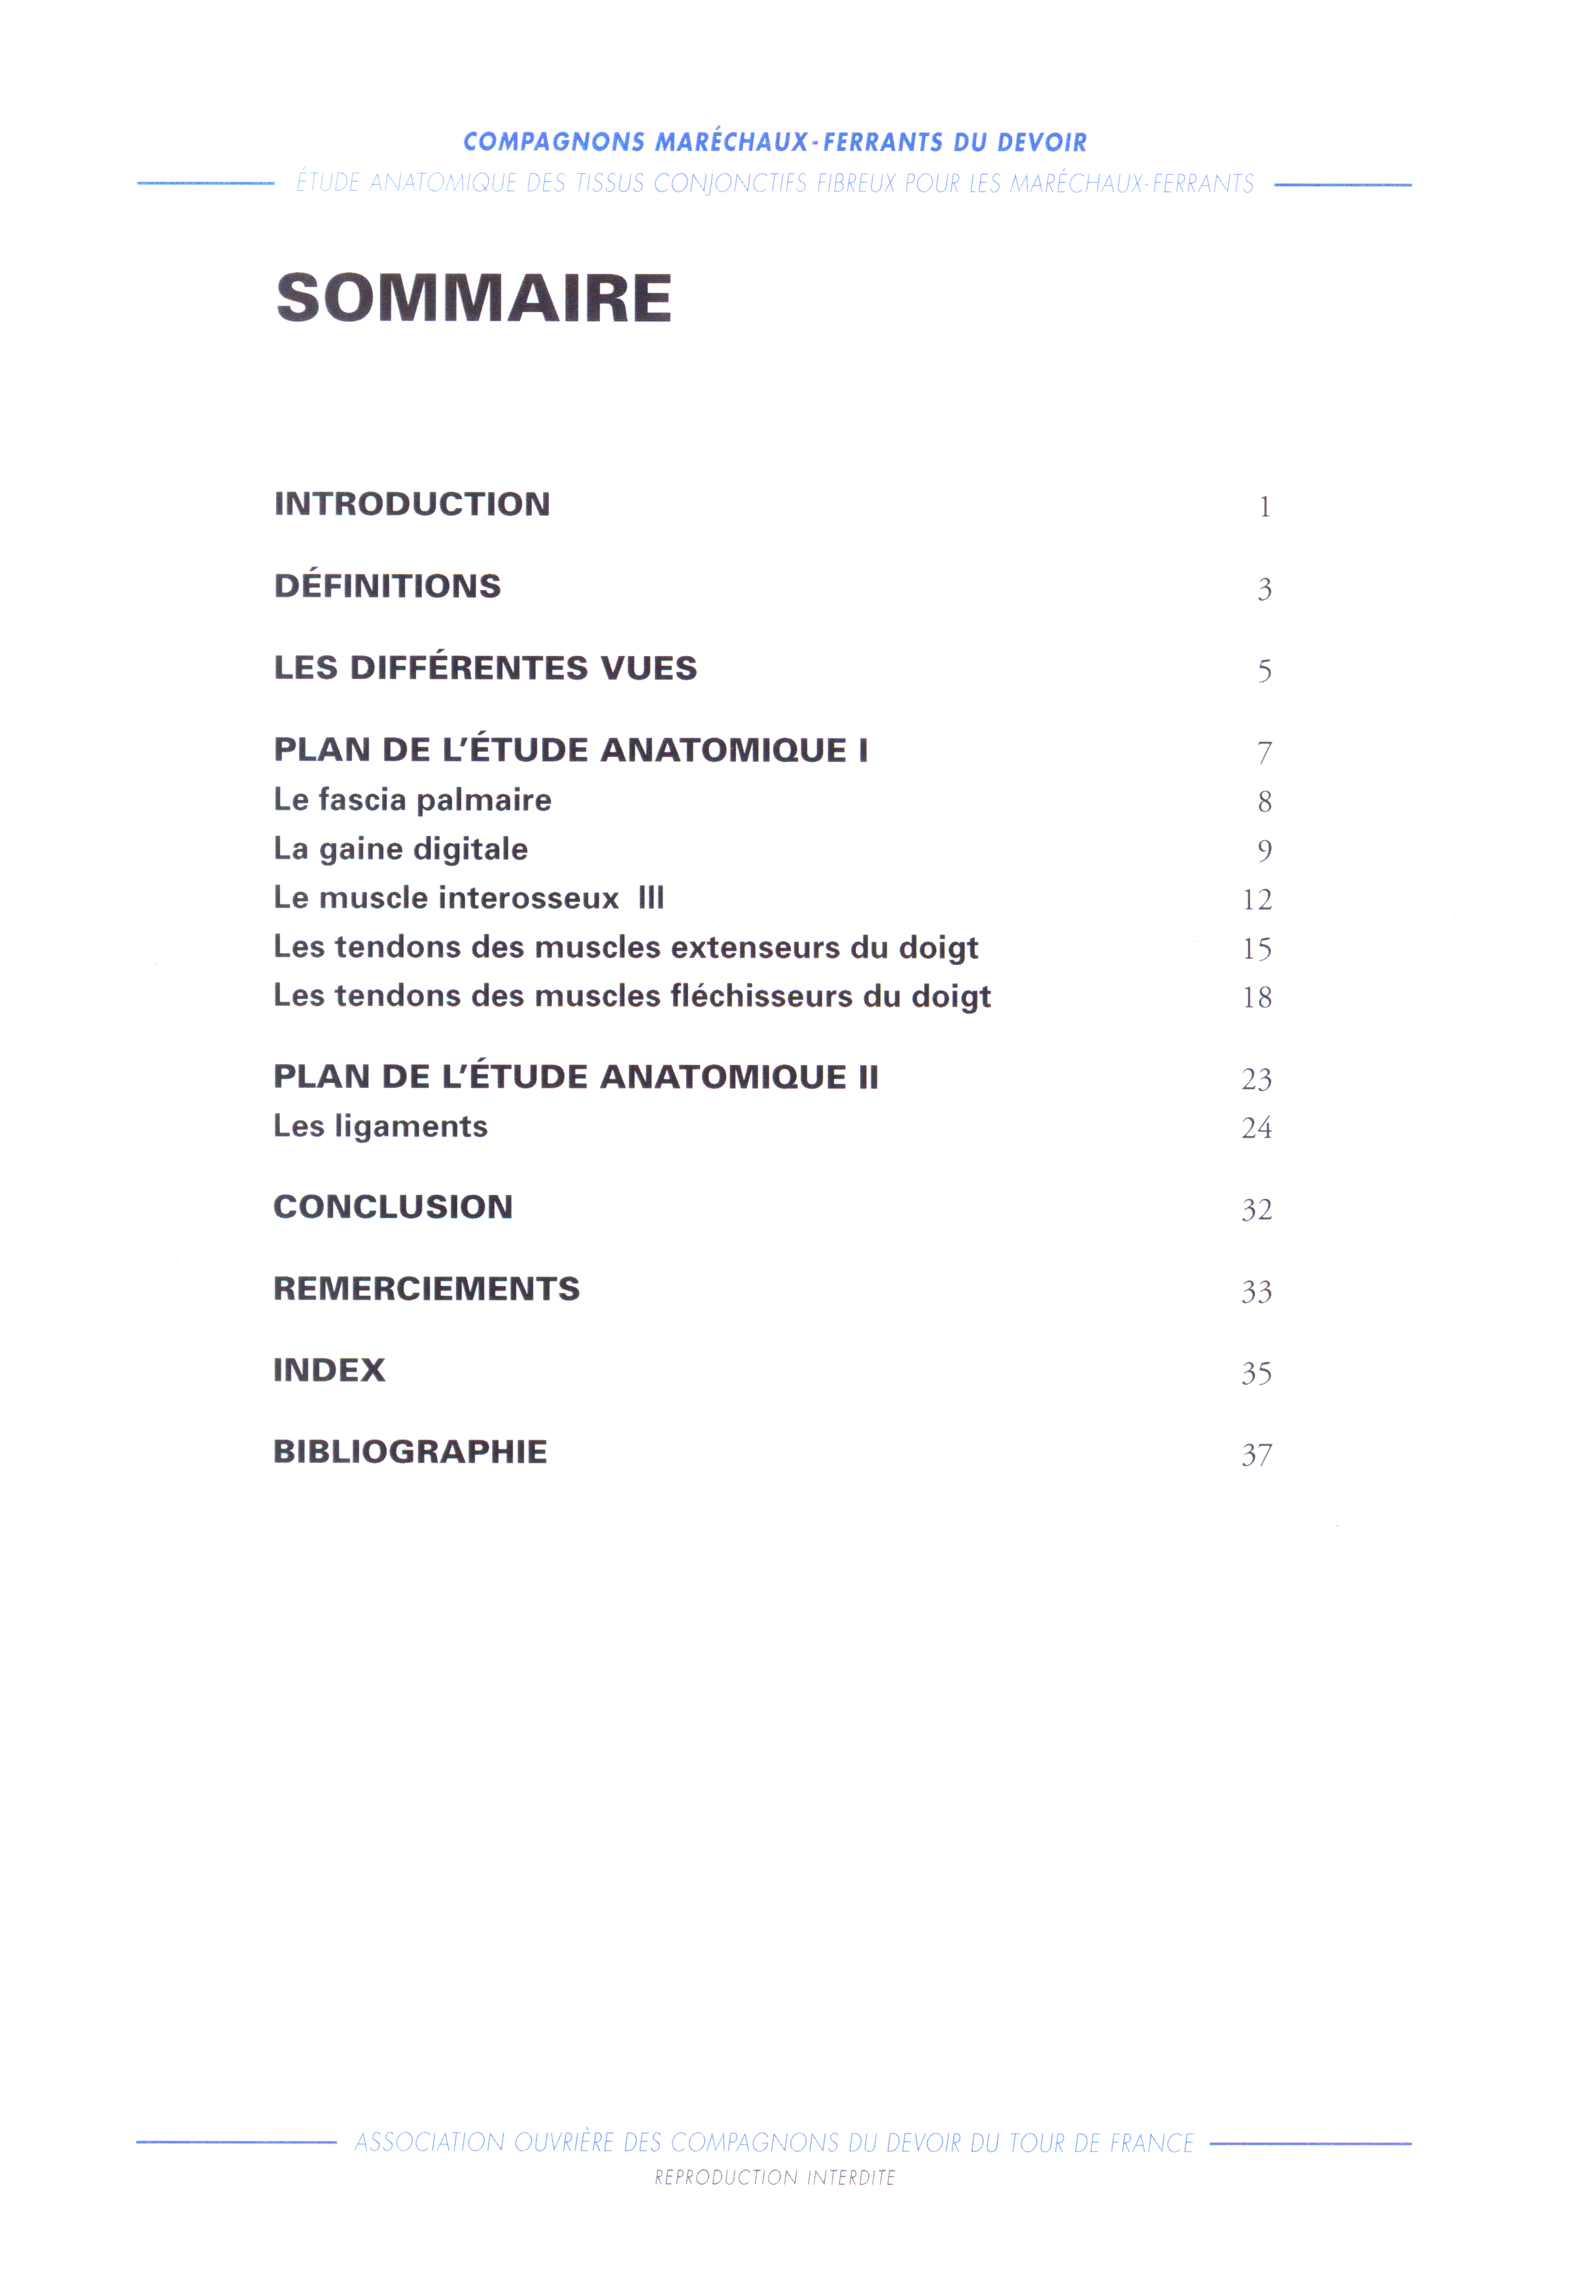 COMPAGNONS MARÉCHAUX-FERRANTS DU DEVOIR
ÉTUDE ANATOMIQUE DES TISSUS CONJONCTIFS FIBREUX POUR LES MARÉCHAUX-FERRANTS
SOMMAIRE
INTRODUCTION 1
DÉFINITIONS 3
LES DIFFÉRENTES VUES 5
PLAN DE L'ÉTUDE ANATOMIQUE I 7
Le fascia palmaire 8
La gaine digitale 9
Le muscle interosseux III 12
Les tendons des muscles extenseurs du doigt 15
Les tendons des muscles fléchisseurs du doigt 18
PLAN DE L'ÉTUDE ANATOMIQUE II 23
Les ligaments 24
CONCLUSION 32
REMERCIEMENTS 33
INDEX 35
BIBLIOGRAPHIE 37
ASSOCIATION OUVRIÈRE DES COMPAGNONS DU DEVOIR DU TOUR DE FRANCE
REPRODUCTION INTERDITE